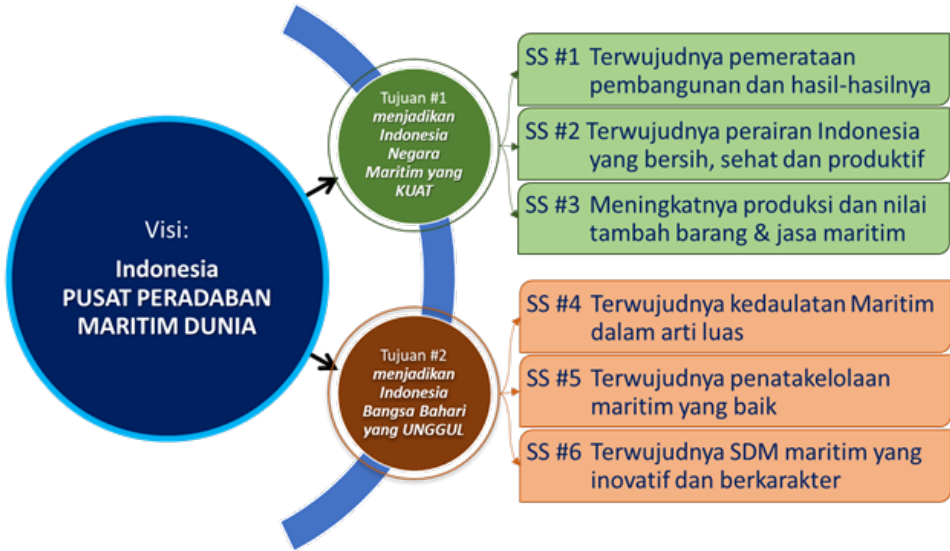 Visi:
Indonesia
PUSAT PERADABAN
MARITIM DUNIA
Tujuan #1
menjadikan
Indonesia
Negara
Maritim yang
KUAT
SS #1 Terwujudnya pemerataan
pembangunan dan hasil-hasilnya
SS #2 Terwujudnya perairan Indonesia
yang bersih, sehat dan produktif
SS #3 Meningkatnya produksi dan nilai
tambah barang & jasa maritim
Tujuan #2
menjadikan
Indonesia
Bangsa Bahari
yang UNGGUL
SS #4 Terwujudnya kedaulatan Maritim
dalam arti luas
SS #5 Terwujudnya penatakelolaan
maritim yang baik
SS #6 Terwujudnya SDM maritim yang
inovatif dan berkarakter